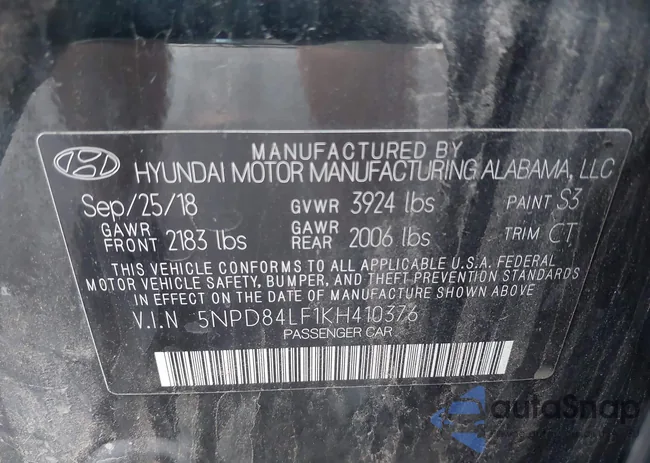 MANUFACTURED BY
HYUNDAI MOTOR MANUFACTURING ALABAMA, LLC
Sep/25/18 GVWR 3924 lbs PAINT S3
GAWR FRONT 2183 lbs GAWR REAR 2006 lbs TRIM CT
THIS VEHICLE CONFORMS TO ALL APPLICABLE U.S.A. FEDERAL
MOTOR VEHICLE SAFETY, BUMPER, AND THEFT PREVENTION STANDARDS
IN EFFECT ON THE DATE OF MANUFACTURE SHOWN ABOVE
V.I.N 5NPD84LF1KH410376
PASSENGER CAR
autoSnap